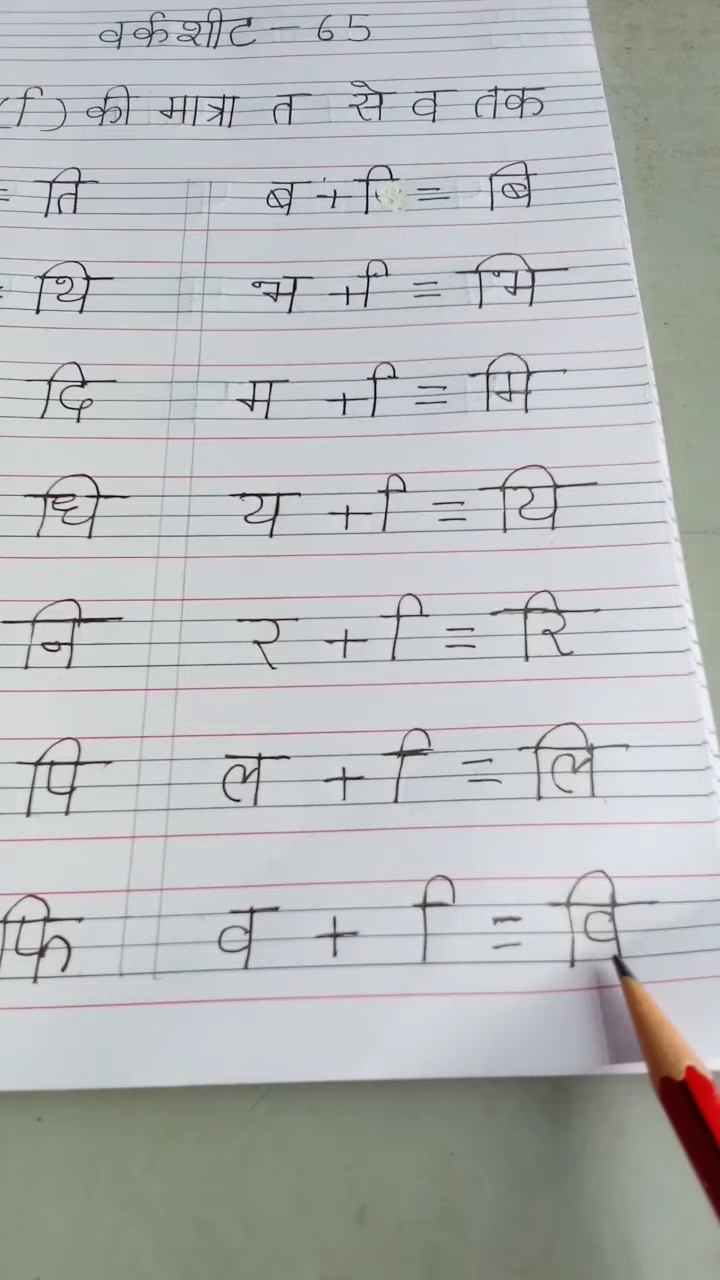 वर्कशीट - 65
(ि) की मात्रा त से व तक
= ति ब + ि = बि
= थि भ + ि = भि
दि म + ि = मि
धि य + ि = यि
नि र + ि = रि
पि ल + ि = लि
फि व + ि = वि